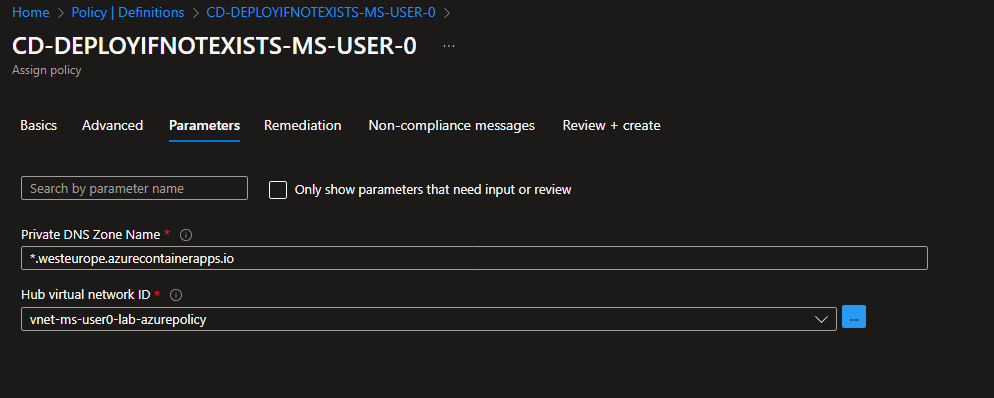 Home > Policy | Definitions > CD-DEPLOYIFNOTEXISTS-MS-USER-0 >
CD-DEPLOYIFNOTEXISTS-MS-USER-0 ...
Assign policy
Basics Advanced Parameters Remediation Non-compliance messages Review + create
Search by parameter name Only show parameters that need input or review
Private DNS Zone Name *
*.westeurope.azurecontainerapps.io
Hub virtual network ID *
vnet-ms-user0-lab-azurepolicy ...